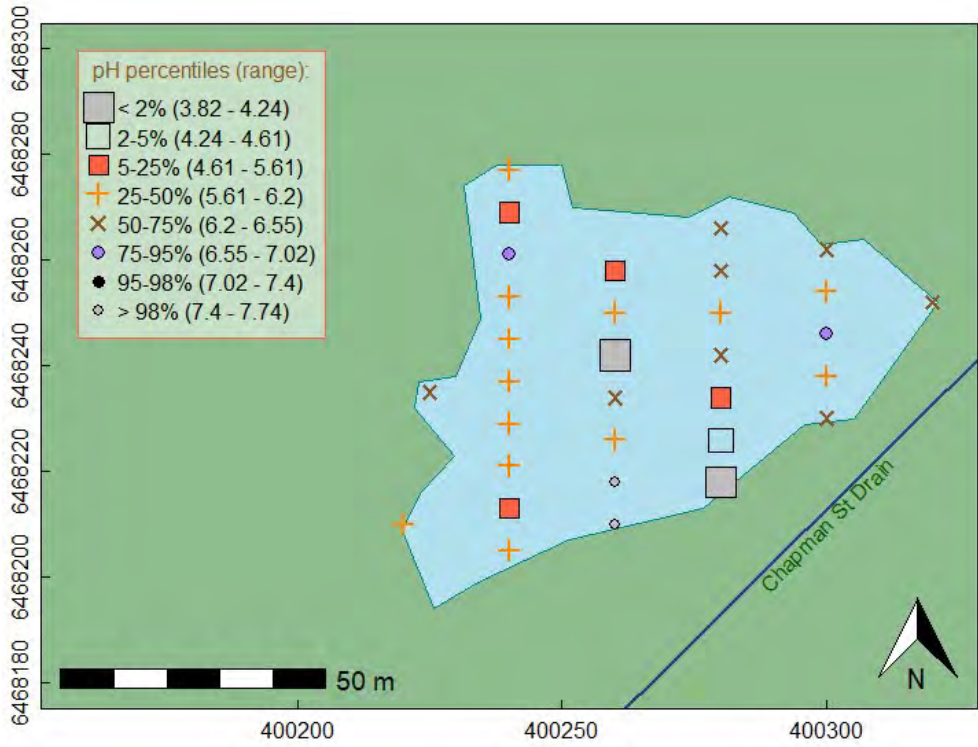 pH percentiles (range):
< 2% (3.82 - 4.24)
2-5% (4.24 - 4.61)
5-25% (4.61 - 5.61)
25-50% (5.61 - 6.2)
50-75% (6.2 - 6.55)
75-95% (6.55 - 7.02)
95-98% (7.02 - 7.4)
> 98% (7.4 - 7.74)
6468300
6468280
6468260
6468240
6468220
6468200
6468180
Chapman St Drain
50 m
N
400200
400250
400300